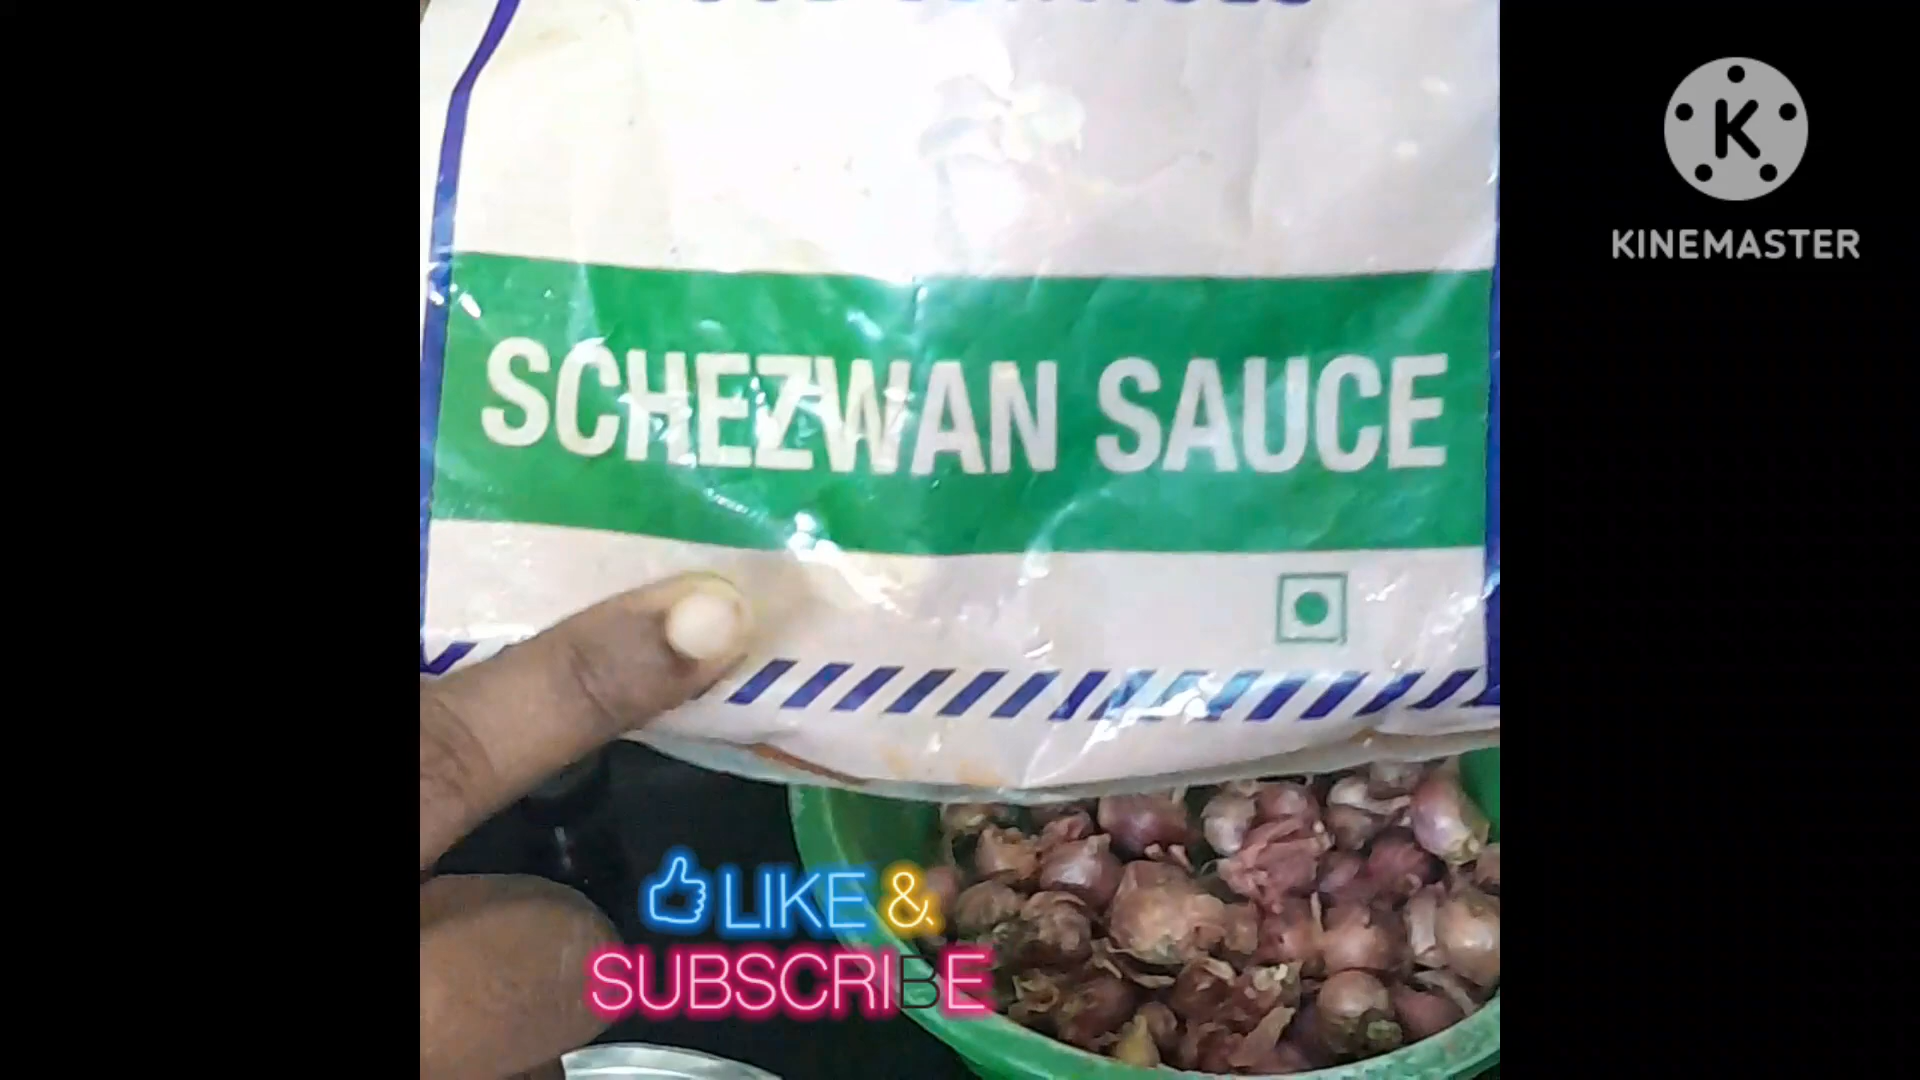 SCHEZWAN SAUCE
K
KINEMASTER
LIKE &
SUBSCRIBE